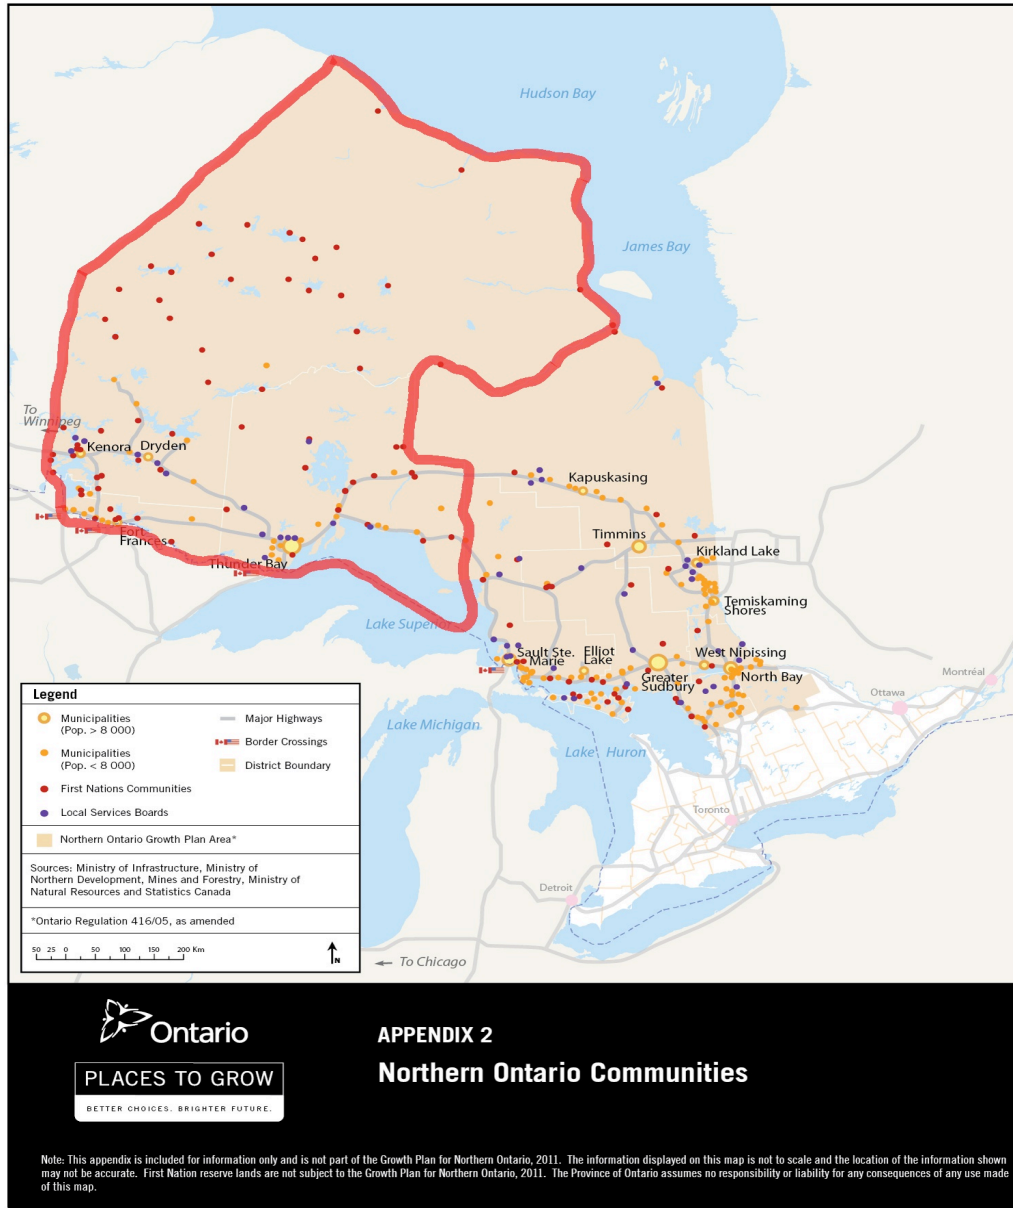 Hudson Bay
James Bay
To
Winnipeg
Kenora
Dryden
Kapuskasing
Fort
Frances
Timmins
Kirkland Lake
Thunder Bay
Temiskaming
Shores
Lake Superior
Sault Ste.
Marie
Elliot
Lake
West Nipissing
Greater
Sudbury
North Bay
Montréal
Ottawa
Lake Michigan
Lake Huron
Toronto
Detroit
To Chicago
Legend
Municipalities
(Pop. > 8 000)
Municipalities
(Pop. < 8 000)
First Nations Communities
Local Services Boards
Major Highways
Border Crossings
District Boundary
Northern Ontario Growth Plan Area*
Sources: Ministry of Infrastructure, Ministry of
Northern Development, Mines and Forestry, Ministry of
Natural Resources and Statistics Canada
*Ontario Regulation 416/05, as amended
50 25 0 50 100 150 200 Km
N
Ontario
PLACES TO GROW
BETTER CHOICES. BRIGHTER FUTURE.
APPENDIX 2
Northern Ontario Communities
Note: This appendix is included for information only and is not part of the Growth Plan for Northern Ontario, 2011. The information displayed on this map is not to scale and the location of the information shown
may not be accurate. First Nation reserve lands are not subject to the Growth Plan for Northern Ontario, 2011. The Province of Ontario assumes no responsibility or liability for any consequences of any use made
of this map.